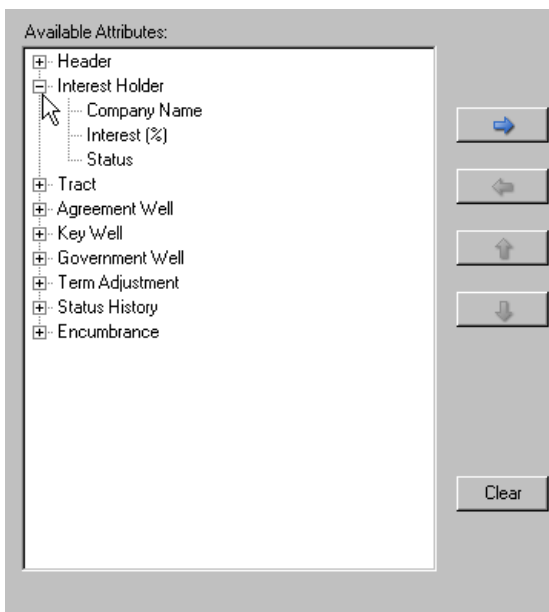 Available Attributes:
Header
Interest Holder
Company Name
Interest (%)
Status
Tract
Agreement Well
Key Well
Government Well
Term Adjustment
Status History
Encumbrance
Clear